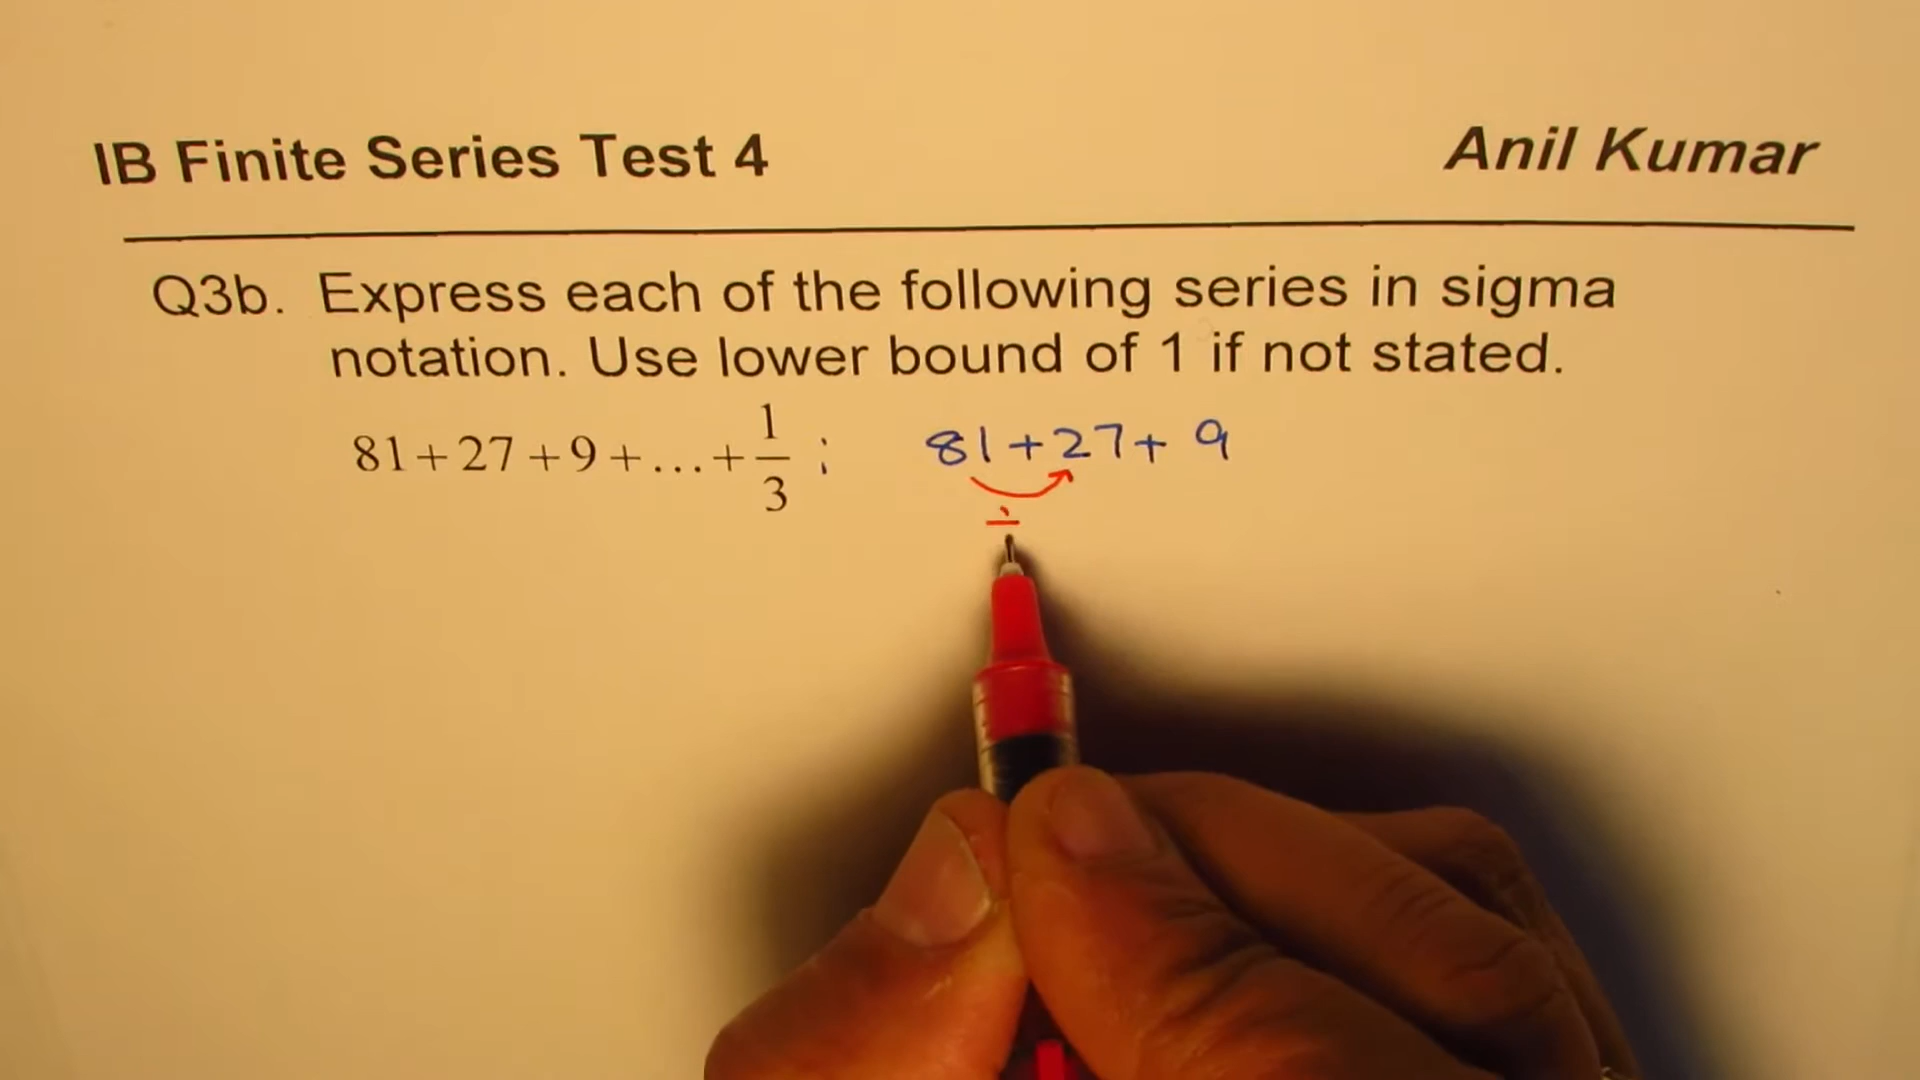 IB Finite Series Test 4 Anil Kumar
Q3b. Express each of the following series in sigma
notation. Use lower bound of 1 if not stated.
81+27+9+...+1/3 ; 81+27+ 9
÷